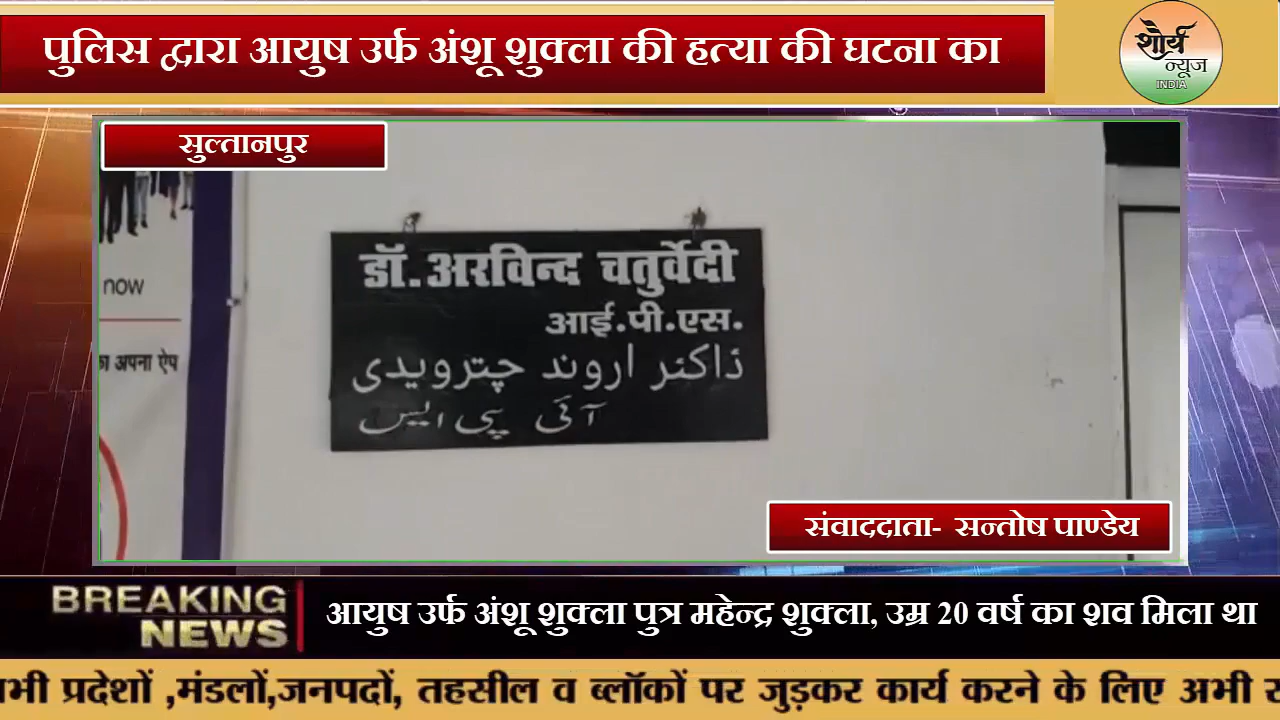 पुलिस द्वारा आयुष उर्फ अंशू शुक्ला की हत्या की घटना का
शौर्य
न्यूज
INDIA
सुल्तानपुर
now
अपना ऐप
डॉ.अरविन्द चतुर्वेदी
आई.पी.एस.
ڈاکٹر اروند چترویدی
آئی پی ایس
संवाददाता- सन्तोष पाण्डेय
BREAKING
NEWS
आयुष उर्फ अंशू शुक्ला पुत्र महेन्द्र शुक्ला, उम्र 20 वर्ष का शव मिला था
प्रदेशों ,मंडलों,जनपदों, तहसील व ब्लॉकों पर जुड़कर कार्य करने के लिए अभी